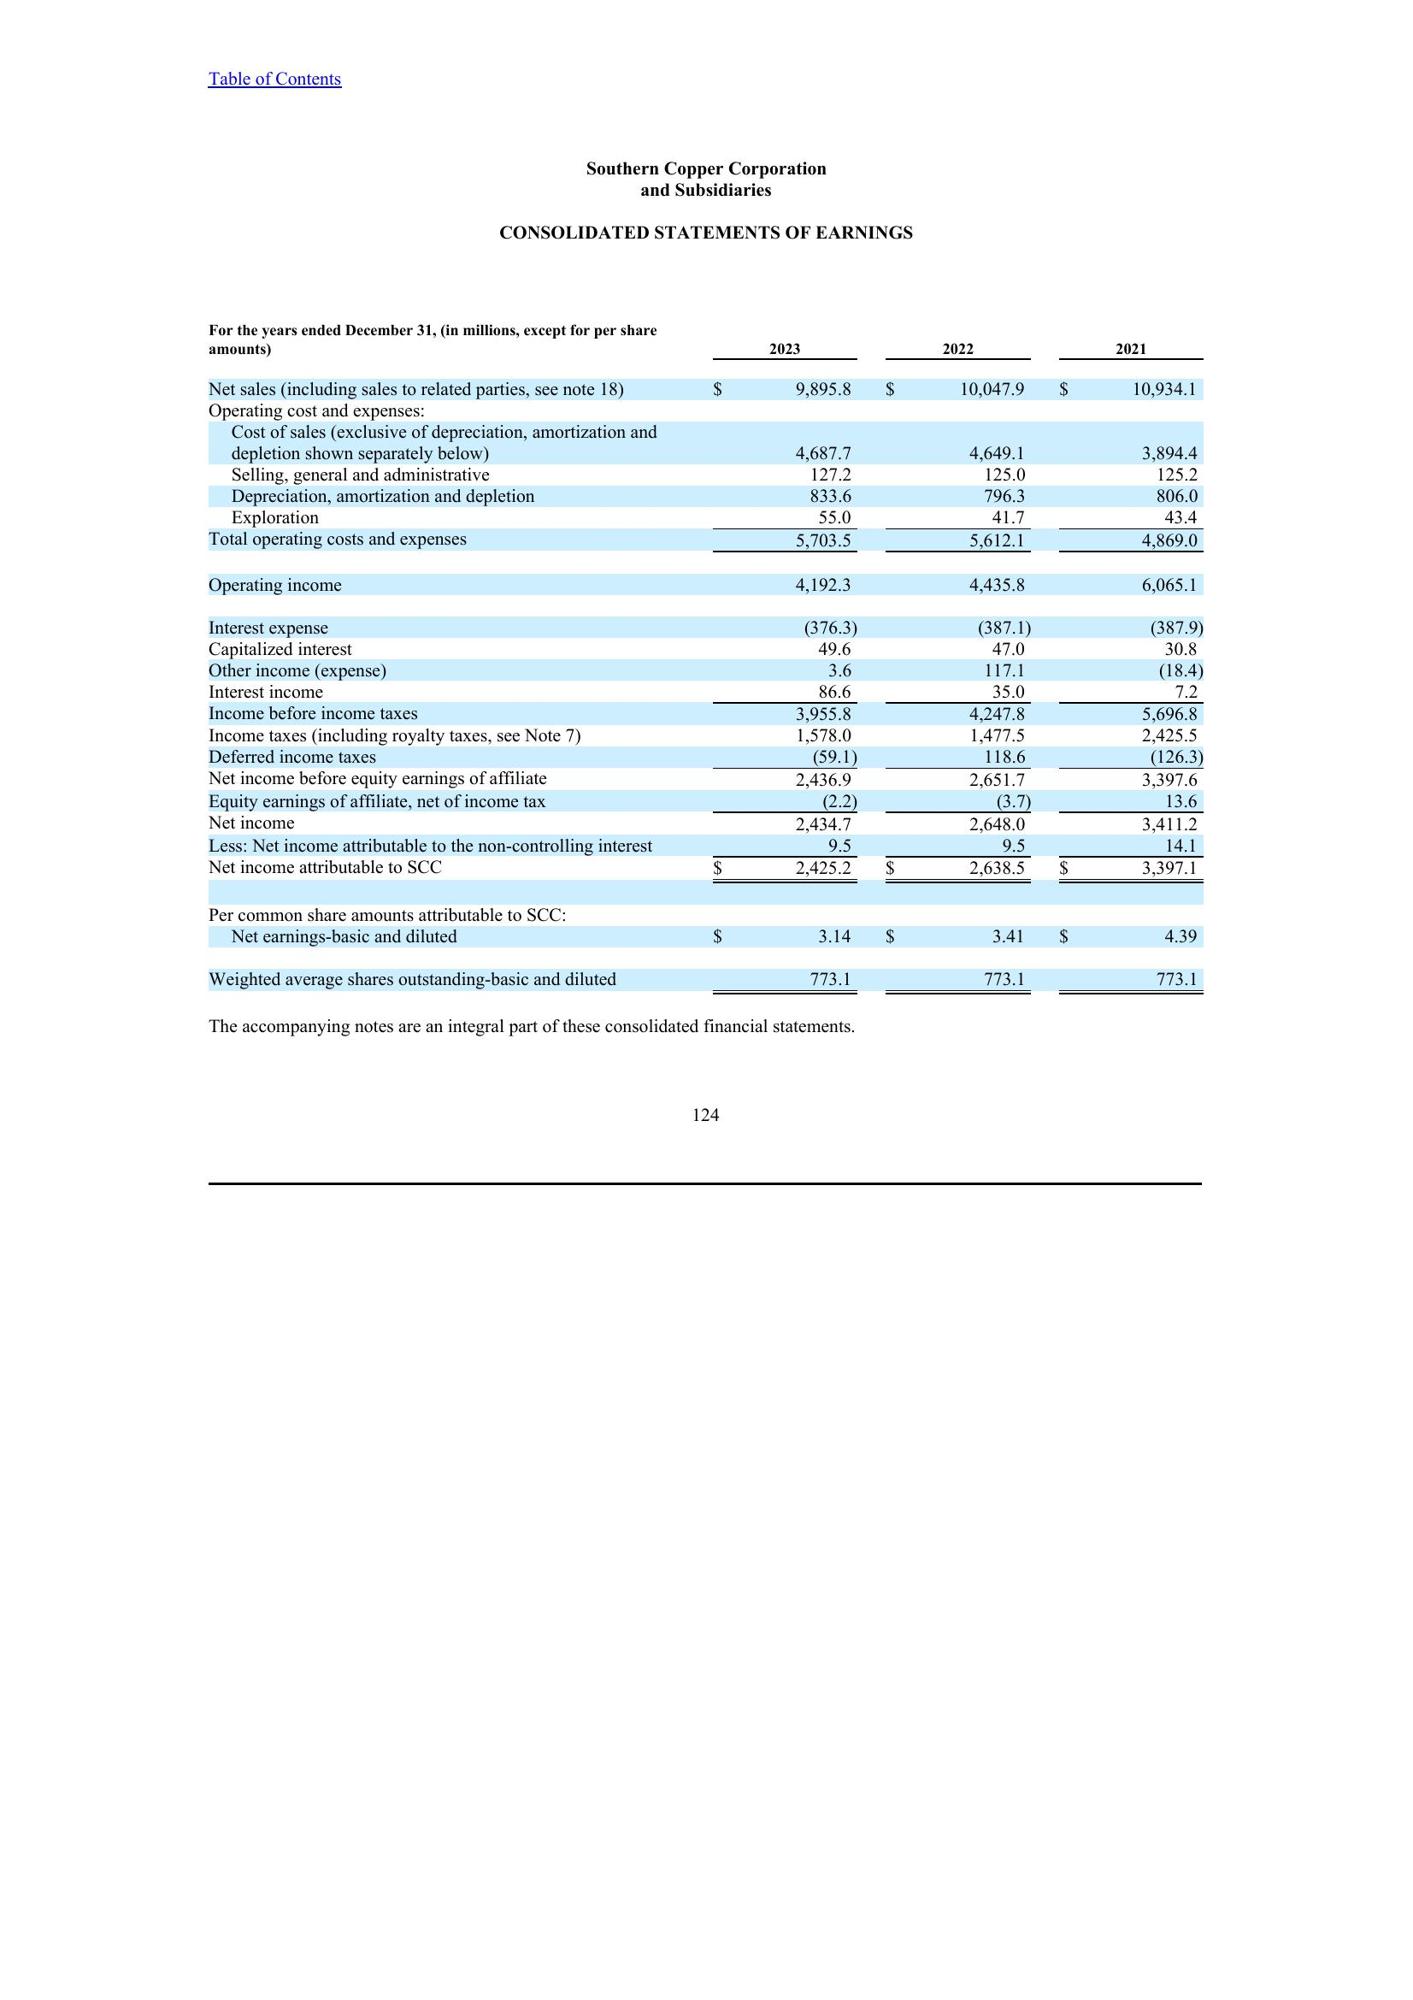 Table of Contents
Southern Copper Corporation
and Subsidiaries
CONSOLIDATED STATEMENTS OF EARNINGS
For the years ended December 31, (in millions, except for per share
amounts) 2023 2022 2021
Net sales (including sales to related parties, see note 18) $ 9,895.8 $ 10,047.9 $ 10,934.1
Operating cost and expenses:
Cost of sales (exclusive of depreciation, amortization and
depletion shown separately below) 4,687.7 4,649.1 3,894.4
Selling, general and administrative 127.2 125.0 125.2
Depreciation, amortization and depletion 833.6 796.3 806.0
Exploration 55.0 41.7 43.4
Total operating costs and expenses 5,703.5 5,612.1 4,869.0
Operating income 4,192.3 4,435.8 6,065.1
Interest expense (376.3) (387.1) (387.9)
Capitalized interest 49.6 47.0 30.8
Other income (expense) 3.6 117.1 (18.4)
Interest income 86.6 35.0 7.2
Income before income taxes 3,955.8 4,247.8 5,696.8
Income taxes (including royalty taxes, see Note 7) 1,578.0 1,477.5 2,425.5
Deferred income taxes (59.1) 118.6 (126.3)
Net income before equity earnings of affiliate 2,436.9 2,651.7 3,397.6
Equity earnings of affiliate, net of income tax (2.2) (3.7) 13.6
Net income 2,434.7 2,648.0 3,411.2
Less: Net income attributable to the non-controlling interest 9.5 9.5 14.1
Net income attributable to SCC $ 2,425.2 $ 2,638.5 $ 3,397.1
Per common share amounts attributable to SCC:
Net earnings-basic and diluted $ 3.14 $ 3.41 $ 4.39
Weighted average shares outstanding-basic and diluted 773.1 773.1 773.1
The accompanying notes are an integral part of these consolidated financial statements.
124